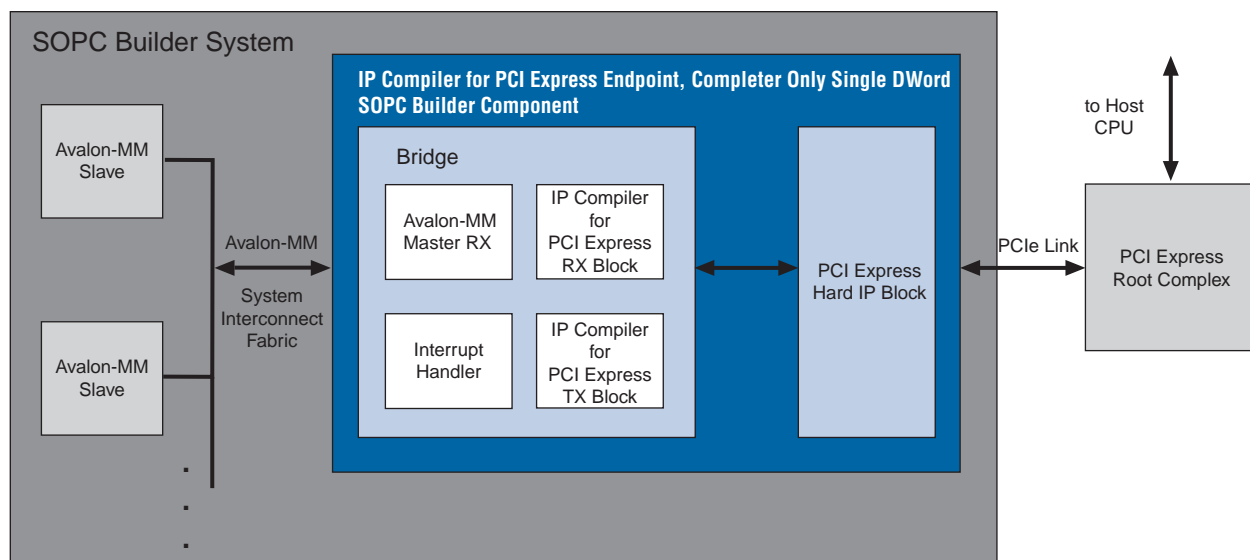 SOPC Builder System
IP Compiler for PCI Express Endpoint, Completer Only Single DWord
SOPC Builder Component
Avalon-MM
Slave
Avalon-MM
Slave
Avalon-MM
System
Interconnect
Fabric
Bridge
Avalon-MM
Master RX
IP Compiler
for
PCI Express
RX Block
Interrupt
Handler
IP Compiler
for
PCI Express
TX Block
PCI Express
Hard IP Block
PCIe Link
to Host
CPU
PCI Express
Root Complex